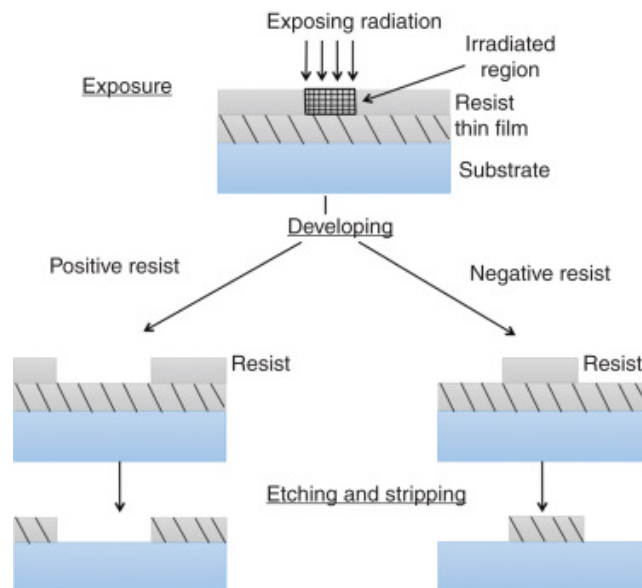 Exposing radiation
Irradiated
region
Exposure
Resist
thin film
Substrate
Developing
Positive resist
Negative resist
Resist
Resist
Etching and stripping